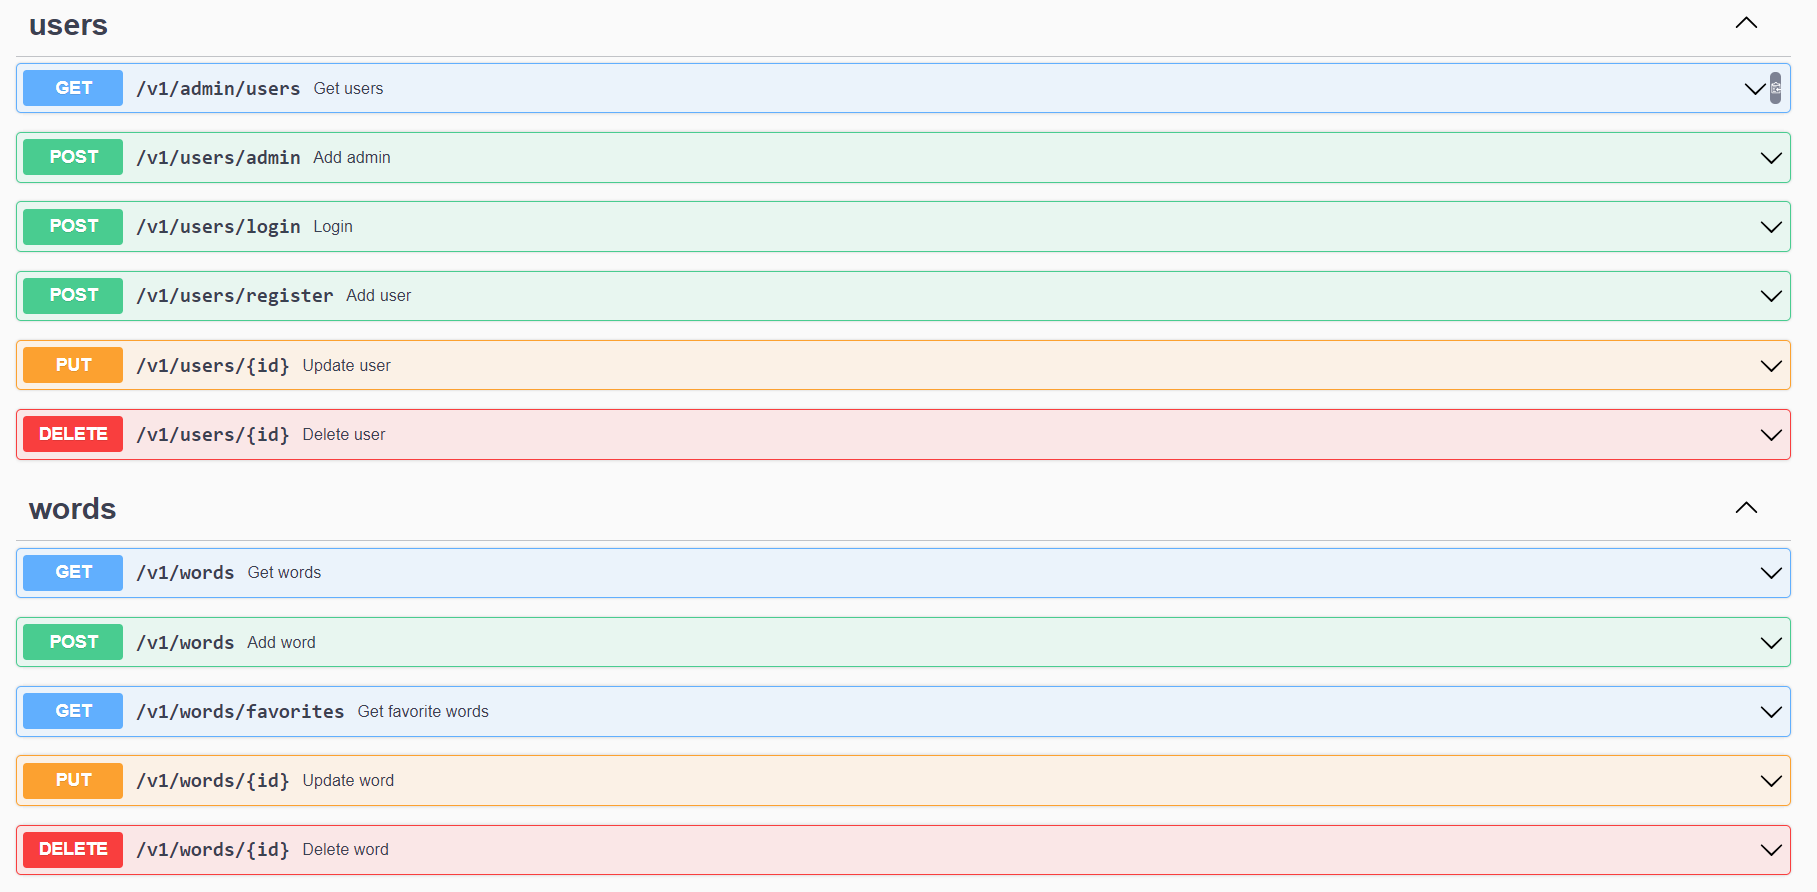 users
GET /v1/admin/users Get users
POST /v1/users/admin Add admin
POST /v1/users/login Login
POST /v1/users/register Add user
PUT /v1/users/{id} Update user
DELETE /v1/users/{id} Delete user
words
GET /v1/words Get words
POST /v1/words Add word
GET /v1/words/favorites Get favorite words
PUT /v1/words/{id} Update word
DELETE /v1/words/{id} Delete word